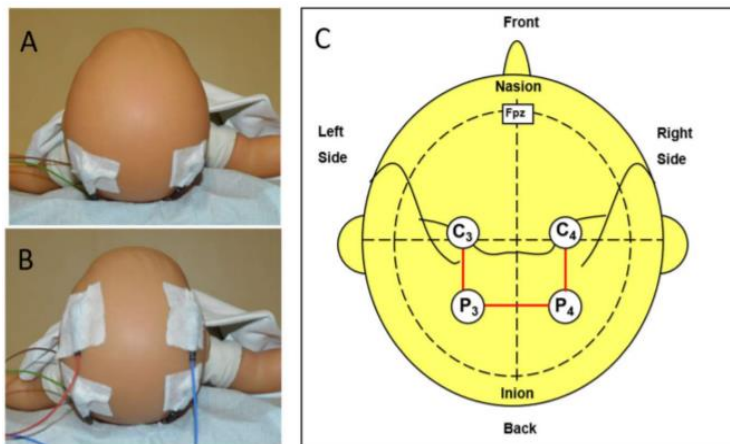 A
B
C
Front
Nasion
Fpz
Left
Side
Right
Side
C3
C4
P3
P4
Inion
Back